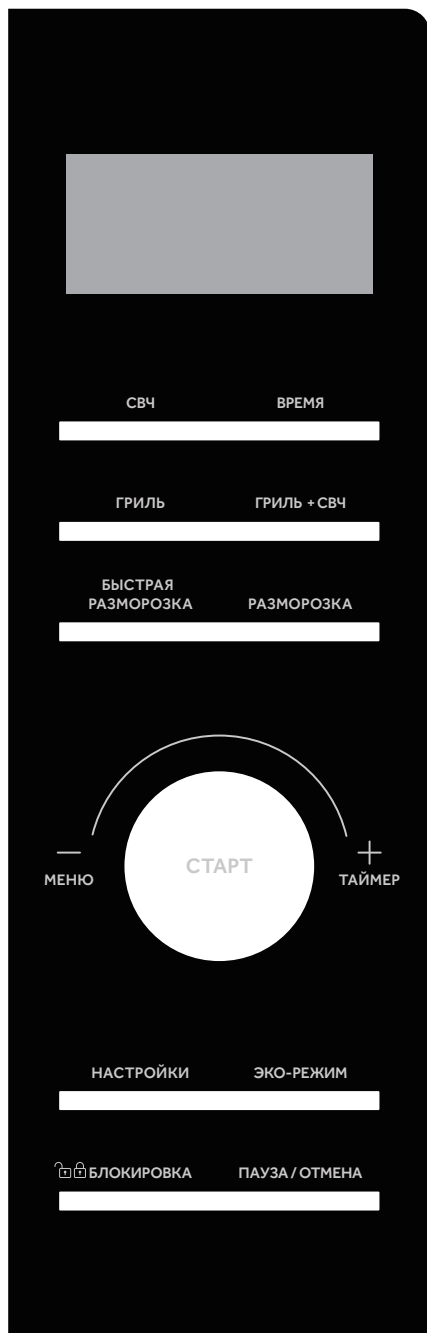 СВЧ ВРЕМЯ
ГРИЛЬ ГРИЛЬ + СВЧ
БЫСТРАЯ
РАЗМОРОЗКА РАЗМОРОЗКА
СТАРТ
— +
МЕНЮ ТАЙМЕР
НАСТРОЙКИ ЭКО-РЕЖИМ
БЛОКИРОВКА ПАУЗА / ОТМЕНА